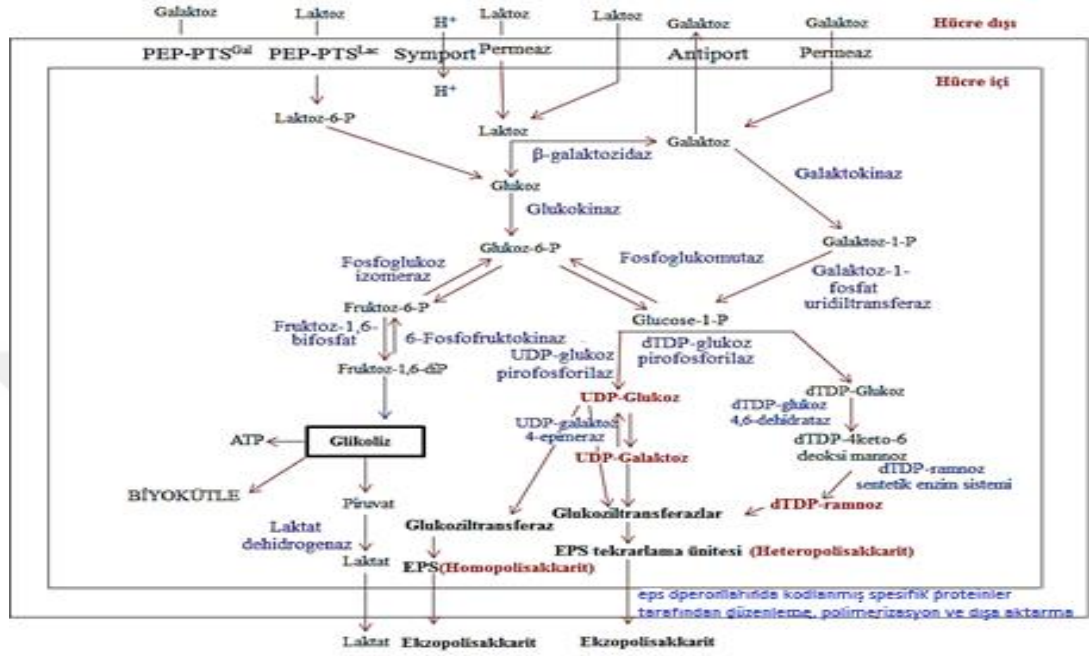 Galaktoz Laktoz H⁺ Laktoz Laktoz Galaktoz Galaktoz Hücre dışı
PEP-PTSGal PEP-PTSLac Symport Permeaz Antiport Permeaz
Hücre içi
H⁺
Laktoz-6-P
Laktoz
Galaktoz
β-galaktozidaz
Galaktokinaz
Glukoz
Glukokinaz
Glukoz-6-P
Galaktoz-1-P
Fosfoglukoz
izomeraz
Fosfoglukomutaz
Galaktoz-1-
fosfat
uridiltransferaz
Fruktoz-6-P
Glucose-1-P
Fruktoz-1,6-
bifosfat
6-Fosfofruktokinaz
UDP-glukoz
pirofosforilaz
dTDP-glukoz
pirofosforilaz
Fruktoz-1,6-diP
dTDP-Glukoz
UDP-Glukoz
dTDP-glukoz
4,6-dehidrataz
UDP-galaktoz
4-epimeraz
dTDP-4keto-6
deoksi mannoz
ATP
Glikoliz
UDP-Galaktoz
dTDP-ramnoz
sentetik enzim sistemi
BİYOKÜTLE
Piruvat
dTDP-ramnoz
Glukoziltransferaz
Glukoziltransferazlar
Laktat
dehidrogenaz
EPS tekrarlama ünitesi (Heteropolisakkarit)
Laktat
EPS(Homopolisakkarit)
eps operonlarında kodlanmış spesifik proteinler
tarafından düzenleme, polimerizasyon ve dışa aktarma
Laktat Ekzopolisakkarit Ekzopolisakkarit